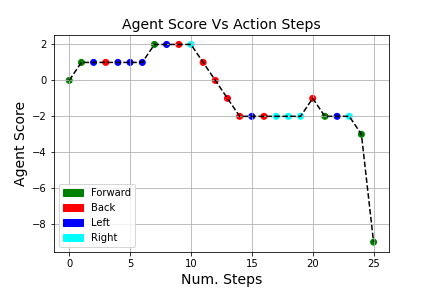 Agent Score Vs Action Steps
Agent Score
2
0
−2
−4
−6
−8
Forward
Back
Left
Right
0 5 10 15 20 25
Num. Steps